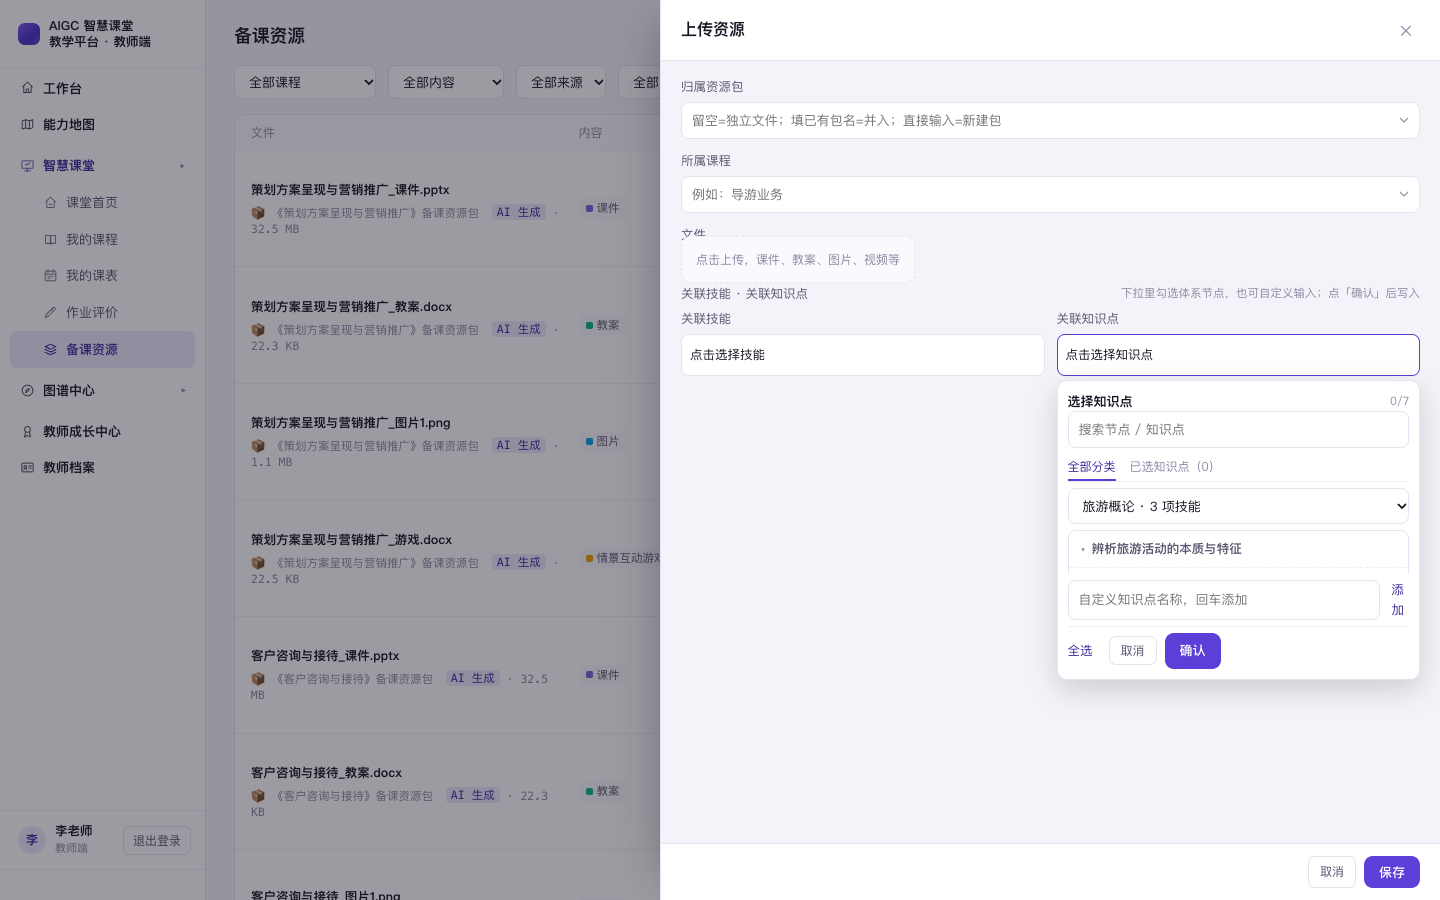 AIGC 智慧课堂
教学平台 · 教师端
工作台
能力地图
智慧课堂
课堂首页
我的课程
我的课表
作业评价
备课资源
图谱中心
教师成长中心
教师档案
李
李老师
教师端
退出登录
备课资源
全部课程
全部内容
全部来源
全部
文件
内容
策划方案呈现与营销推广_课件.pptx
《策划方案呈现与营销推广》备课资源包 AI 生成 ·
32.5 MB
课件
策划方案呈现与营销推广_教案.docx
《策划方案呈现与营销推广》备课资源包 AI 生成 ·
22.3 KB
教案
策划方案呈现与营销推广_图片1.png
《策划方案呈现与营销推广》备课资源包 AI 生成 ·
1.1 MB
图片
策划方案呈现与营销推广_游戏.docx
《策划方案呈现与营销推广》备课资源包 AI 生成 ·
22.5 KB
情景互动游戏
客户咨询与接待_课件.pptx
《客户咨询与接待》备课资源包 AI 生成 · 32.5
MB
课件
客户咨询与接待_教案.docx
《客户咨询与接待》备课资源包 AI 生成 · 22.3
KB
教案
客户咨询与接待_图片1.png
上传资源
归属资源包
留空=独立文件；填已有包名=并入；直接输入=新建包
所属课程
例如：导游业务
文件
点击上传，课件、教案、图片、视频等
关联技能 · 关联知识点
下拉里勾选体系节点，也可自定义输入；点「确认」后写入
关联技能
关联知识点
点击选择技能
点击选择知识点
选择知识点
0/7
搜索节点 / 知识点
全部分类
已选知识点 (0)
旅游概论 · 3 项技能
辨析旅游活动的本质与特征
自定义知识点名称，回车添加
添
加
全选
取消
确认
取消
保存